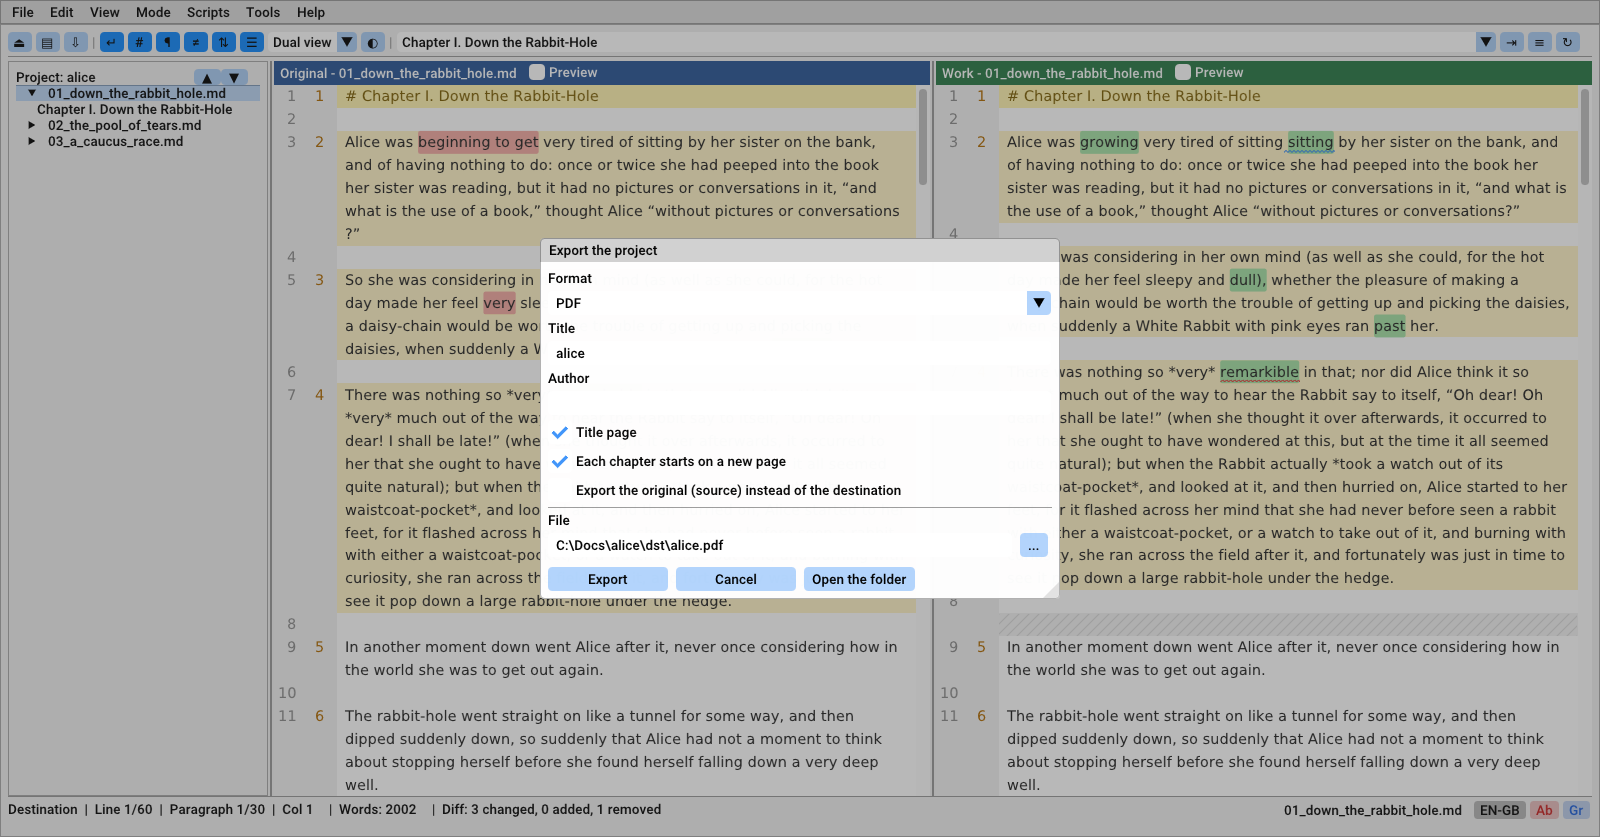 File Edit View Mode Scripts Tools Help
Dual view
Chapter I. Down the Rabbit-Hole
Project: alice
01_down_the_rabbit_hole.md
Chapter I. Down the Rabbit-Hole
02_the_pool_of_tears.md
03_a_caucus_race.md
Original - 01_down_the_rabbit_hole.md Preview
1 1 # Chapter I. Down the Rabbit-Hole
2
3 2 Alice was beginning to get very tired of sitting by her sister on the bank,
and of having nothing to do: once or twice she had peeped into the book
her sister was reading, but it had no pictures or conversations in it, “and
what is the use of a book,” thought Alice “without pictures or conversations
?”
4
5 3 So she was considering in
day made her feel very sle
a daisy-chain would be wo
daisies, when suddenly a W
6
7 4 There was nothing so *very
*very* much out of the wa
dear! I shall be late!” (whe
her that she ought to have
quite natural); but when th
waistcoat-pocket*, and loo
feet, for it flashed across h
with either a waistcoat-poc
curiosity, she ran across th
see it pop down a large rabbit-hole under the hedge.
8
9 5 In another moment down went Alice after it, never once considering how in
the world she was to get out again.
10
11 6 The rabbit-hole went straight on like a tunnel for some way, and then
dipped suddenly down, so suddenly that Alice had not a moment to think
about stopping herself before she found herself falling down a very deep
well.
Work - 01_down_the_rabbit_hole.md Preview
1 1 # Chapter I. Down the Rabbit-Hole
2
3 2 Alice was growing very tired of sitting sitting by her sister on the bank, and
of having nothing to do: once or twice she had peeped into the book her
sister was reading, but it had no pictures or conversations in it, “and what is
the use of a book,” thought Alice “without pictures or conversations?”
4
was considering in her own mind (as well as she could, for the hot
de her feel sleepy and dull), whether the pleasure of making a
hain would be worth the trouble of getting up and picking the daisies,
uddenly a White Rabbit with pink eyes ran past her.
was nothing so *very* remarkible in that; nor did Alice think it so
much out of the way to hear the Rabbit say to itself, “Oh dear! Oh
shall be late!” (when she thought it over afterwards, it occurred to
t she ought to have wondered at this, but at the time it all seemed
atural); but when the Rabbit actually *took a watch out of its
oat-pocket*, and looked at it, and then hurried on, Alice started to her
r it flashed across her mind that she had never before seen a rabbit
ther a waistcoat-pocket, or a watch to take out of it, and burning with
y, she ran across the field after it, and fortunately was just in time to
op down a large rabbit-hole under the hedge.
8
9 5 In another moment down went Alice after it, never once considering how in
the world she was to get out again.
10
11 6 The rabbit-hole went straight on like a tunnel for some way, and then
dipped suddenly down, so suddenly that Alice had not a moment to think
about stopping herself before she found herself falling down a very deep
well.
Export the project
Format
PDF
Title
alice
Author
Title page
Each chapter starts on a new page
Export the original (source) instead of the destination
File
C:\Docs\alice\dst\alice.pdf
...
Export Cancel Open the folder
Destination | Line 1/60 | Paragraph 1/30 | Col 1 | Words: 2002 | Diff: 3 changed, 0 added, 1 removed
01_down_the_rabbit_hole.md EN-GB Ab Gr